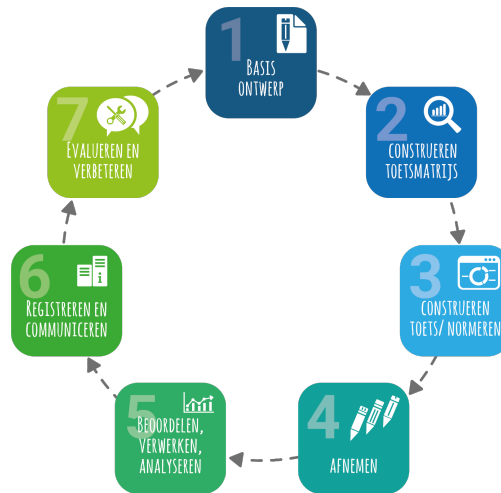 1
BASIS
ONTWERP
2
CONSTRUEREN
TOETSMATRIJS
3
CONSTRUEREN
TOETS/ NORMEREN
4
AFNEMEN
5
BEOORDELEN,
VERWERKEN,
ANALYSEREN
6
REGISTREREN EN
COMMUNICEREN
7
EVALUEREN EN
VERBETEREN